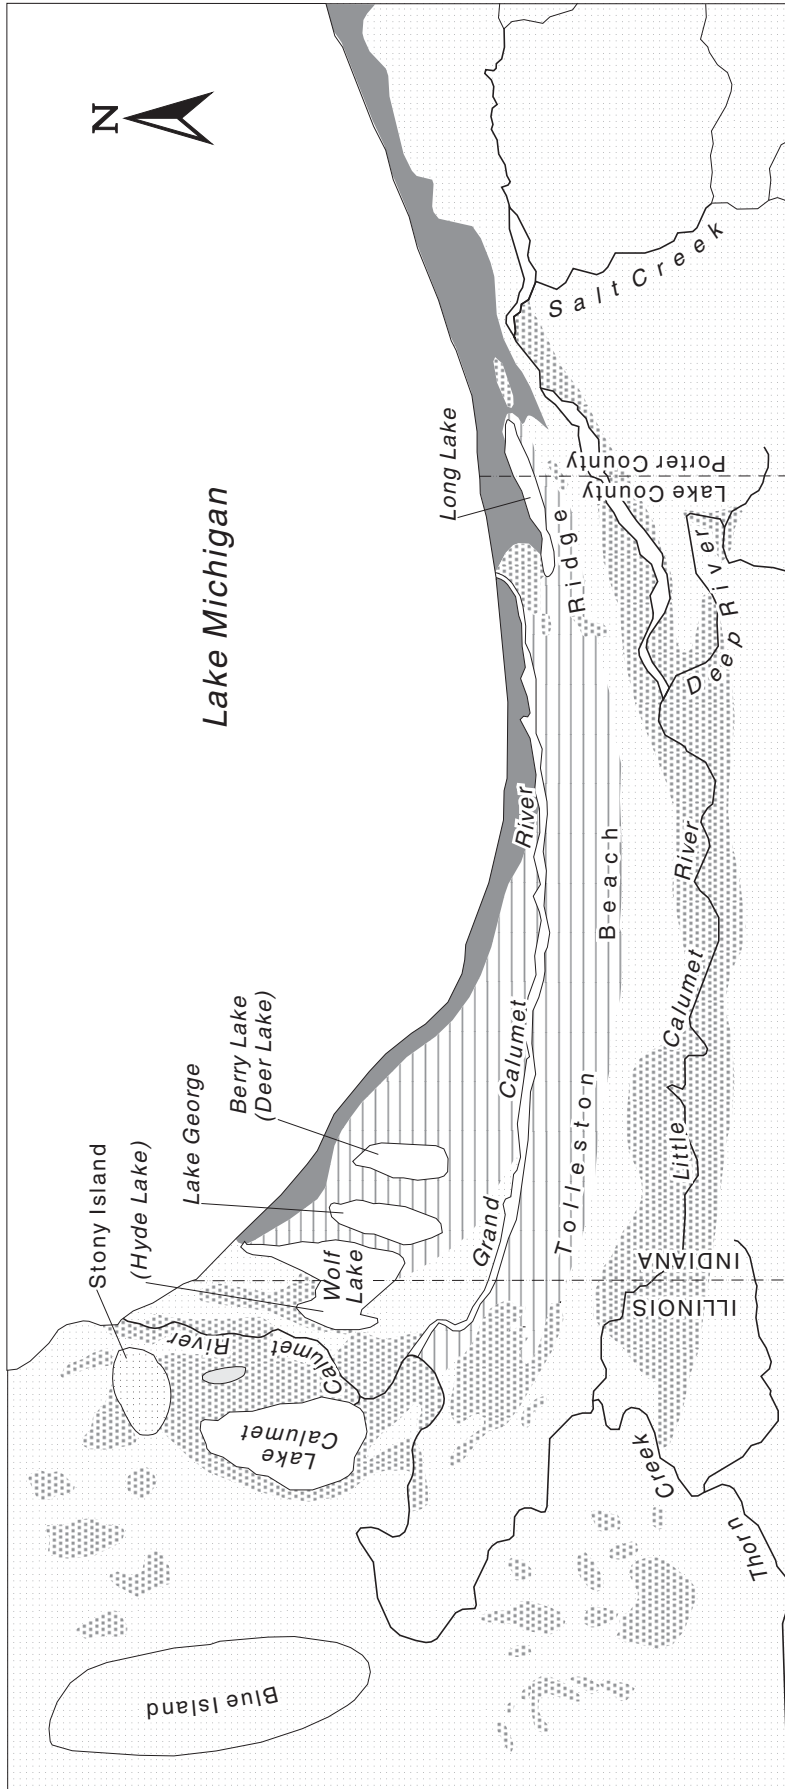 N
Lake Michigan
Stony Island
(Hyde Lake)
Lake George
Berry Lake
(Deer Lake)
Long Lake
Blue Island
Lake
Calumet
Calumet River
Wolf
Lake
Grand Calumet River
Tolleston Beach Ridge
Little Calumet River
Deep River
Salt Creek
Thorn Creek
ILLINOIS
INDIANA
Lake County
Porter County